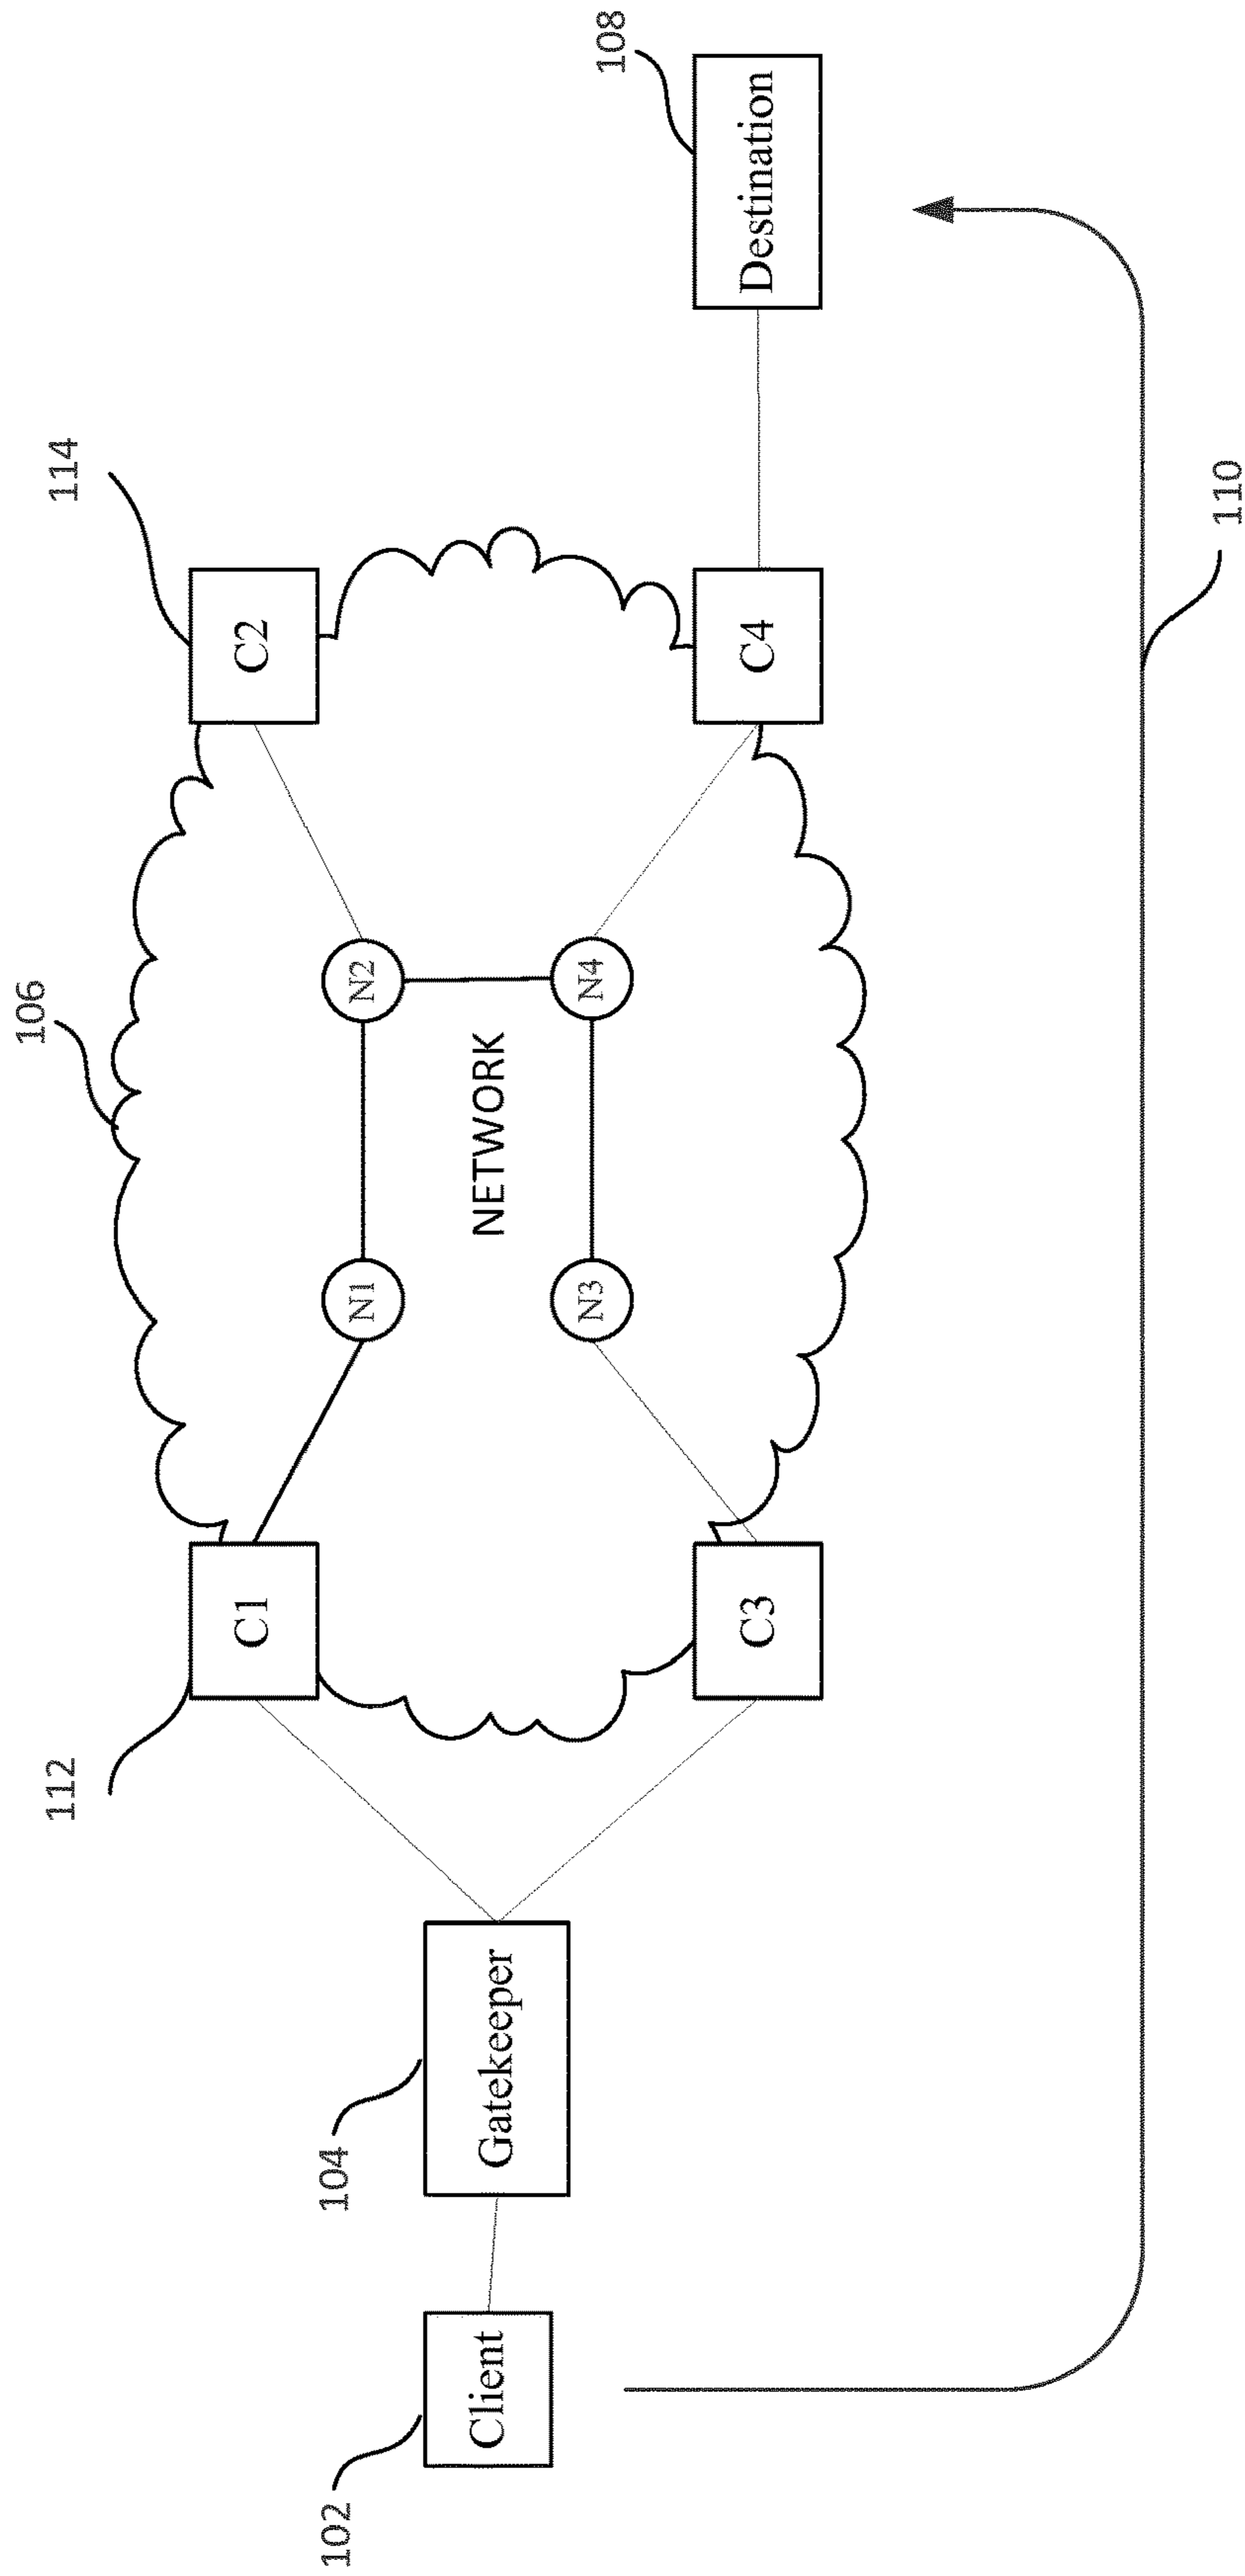 106
112
114
C1
C2
N1
N2
104
102
Client
Gatekeeper
NETWORK
N3
N4
108
C3
C4
Destination
110